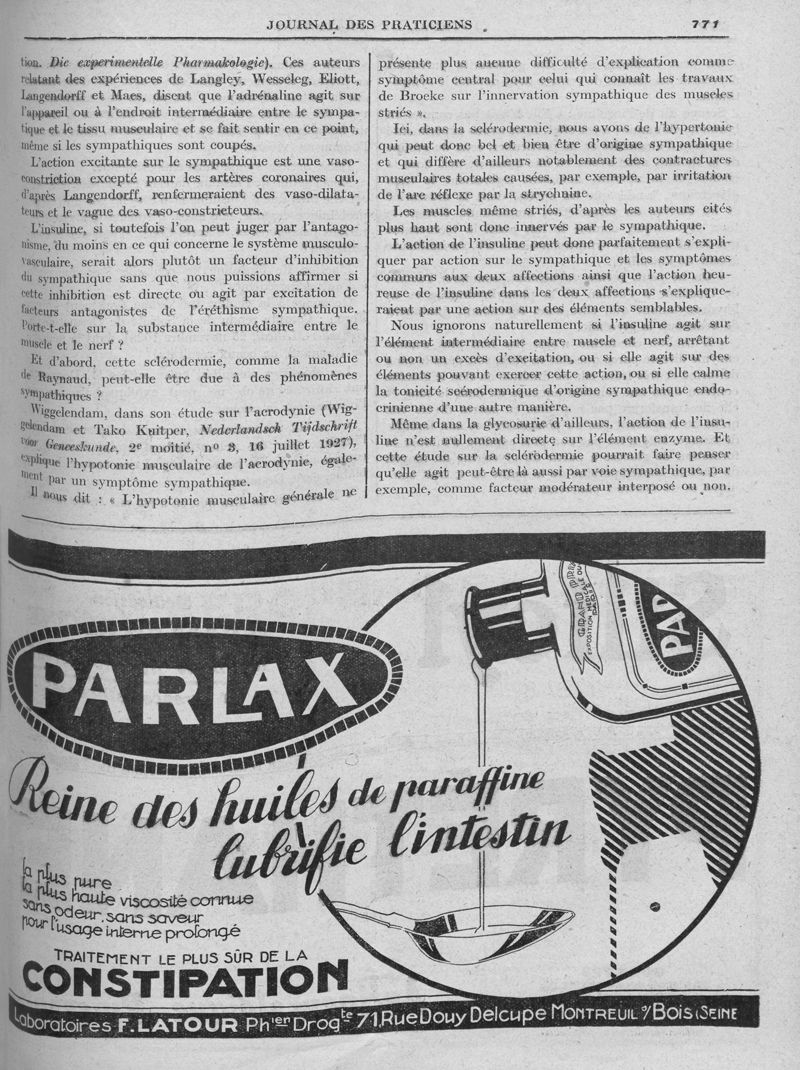 JOURNAL DES PRATICIENS
771
tion. Die experimentelle Pharmakologie). Ces auteurs
relatant des expériences de Langley, Wesseleg, Eliott,
Langendorff et Maes, disent que l'adrénaline agit sur
l'appareil ou à l'endroit intermédiaire entre le sympa-
tique et le tissu musculaire et se fait sentir en ce point,
même si les sympathiques sont coupés.
L'action excitante sur le sympathique est une vaso-
constriction excepté pour les artères coronaires qui,
d'après Langendorff, renfermeraient des vaso-dilata-
teurs et le vague des vaso-constricteurs.
L'insuline, si toutefois l'on peut juger par l'antago-
nisme, du moins en ce qui concerne le système musculo-
vasculaire, serait alors plutôt un facteur d'inhibition
du sympathique sans que nous puissions affirmer si
cette inhibition est directe ou agit par excitation de
facteurs antagonistes de l'éréthisme sympathique.
Porte-t-elle sur la substance intermédiaire entre le
muscle et le nerf ?
Et d'abord, cette sclérodermie, comme la maladie
de Raynaud, peut-elle être due à des phénomènes
sympathiques ?
Wiggelendam, dans son étude sur l'acrodynie (Wig-
gelendam et Tako Kuitper, Nederlandsch Tijdschrift
voor Geneeskunde, 2e moitié, no 3, 16 juillet 1927),
explique l'hypotonie musculaire de l'acrodynie, égale-
ment par un symptôme sympathique.
Il nous dit : « L'hypotonie musculaire générale ne
présente plus aucune difficulté d'explication comme
symptôme central pour celui qui connaît les travaux
de Brocke sur l'innervation sympathique des muscles
striés ».
Ici, dans la sclérodermie, nous avons de l'hypertonie
qui peut donc bel et bien être d'origine sympathique
et qui diffère d'ailleurs notablement des contractures
musculaires totales causées, par exemple, par irritation
de l'arc réflexe par la strychnine.
Les muscles même striés, d'après les auteurs cités
plus haut sont donc innervés par le sympathique.
L'action de l'insuline peut donc parfaitement s'expli-
quer par action sur le sympathique et les symptômes
communs aux deux affections ainsi que l'action heu-
reuse de l'insuline dans les deux affections s'explique-
raient par une action sur des éléments semblables.
Nous ignorons naturellement si l'insuline agit sur
l'élément intermédiaire entre muscle et nerf, arrêtant
ou non un excès d'excitation, ou si elle agit sur des
éléments pouvant exercer cette action, ou si elle calme
la tonicité scérodermique d'origine sympathique endo-
crinienne d'une autre manière.
Même dans la glycosurie d'ailleurs, l'action de l'insu-
line n'est nullement directe sur l'élément enzyme. Et
cette étude sur la sclérodermie pourrait faire penser
qu'elle agit peut-être là aussi par voie sympathique, par
exemple, comme facteur modérateur interposé ou non.
PARLAX
GRAND PRIX
EXPOSITION MÉDICALE DU
PAR
Reine des huiles de paraffine
lubrifie l'intestin
la plus pure
la plus haute viscosité connue
sans odeur, sans saveur
pour l'usage interne prolongé
TRAITEMENT LE PLUS SÛR DE LA
CONSTIPATION
Laboratoires F. LATOUR Phien Drogte 71, Rue Douy Delcupe MONTREUIL s/ BOIS (SEINE